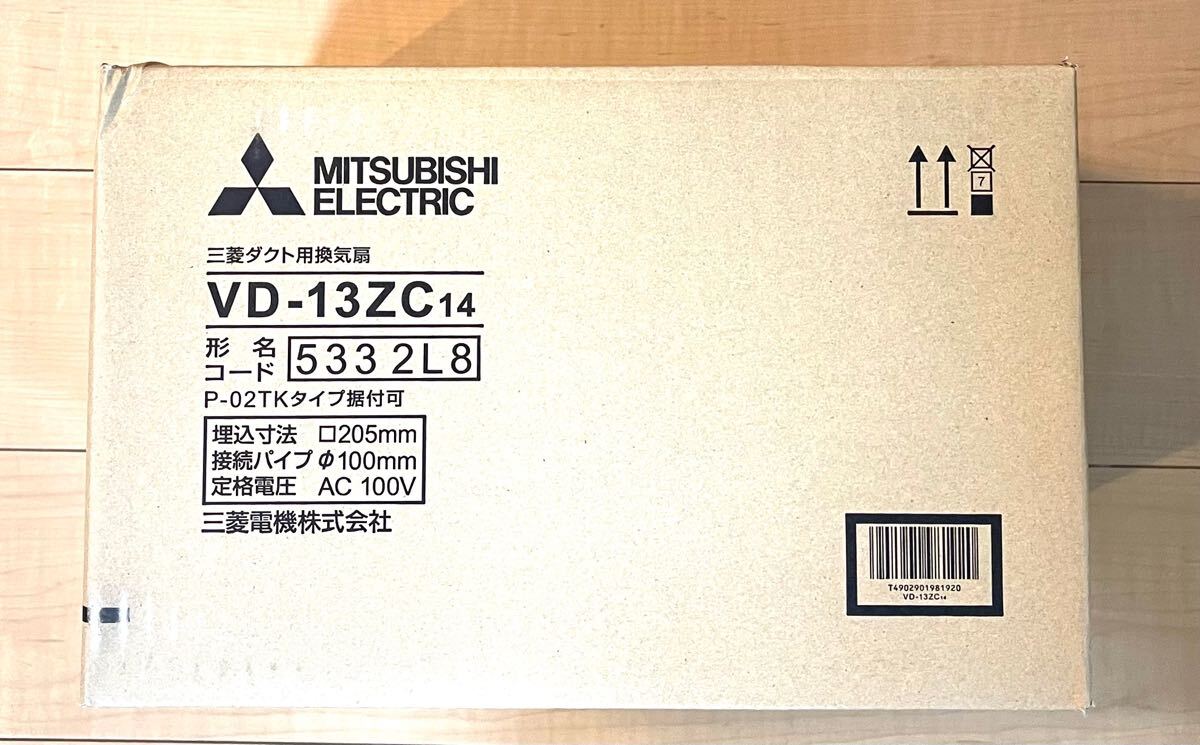 MITSUBISHI
ELECTRIC
三菱ダクト用換気扇
VD-13ZC14
形名
コード 5332L8
P-02TKタイプ据付可
埋込寸法 □205mm
接続パイプ φ100mm
定格電圧 AC 100V
三菱電機株式会社
7
T4902901981920
VD-13ZC14